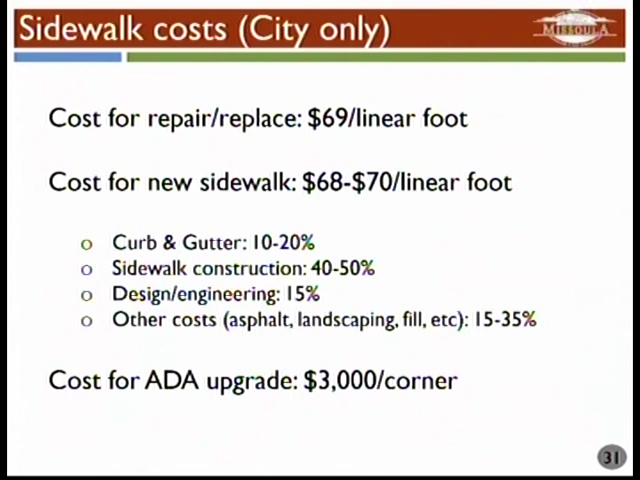 Sidewalk costs (City only)
MISSOULA
Cost for repair/replace: $69/linear foot
Cost for new sidewalk: $68-$70/linear foot
o Curb & Gutter: 10-20%
o Sidewalk construction: 40-50%
o Design/engineering: 15%
o Other costs (asphalt, landscaping, fill, etc): 15-35%
Cost for ADA upgrade: $3,000/corner
31